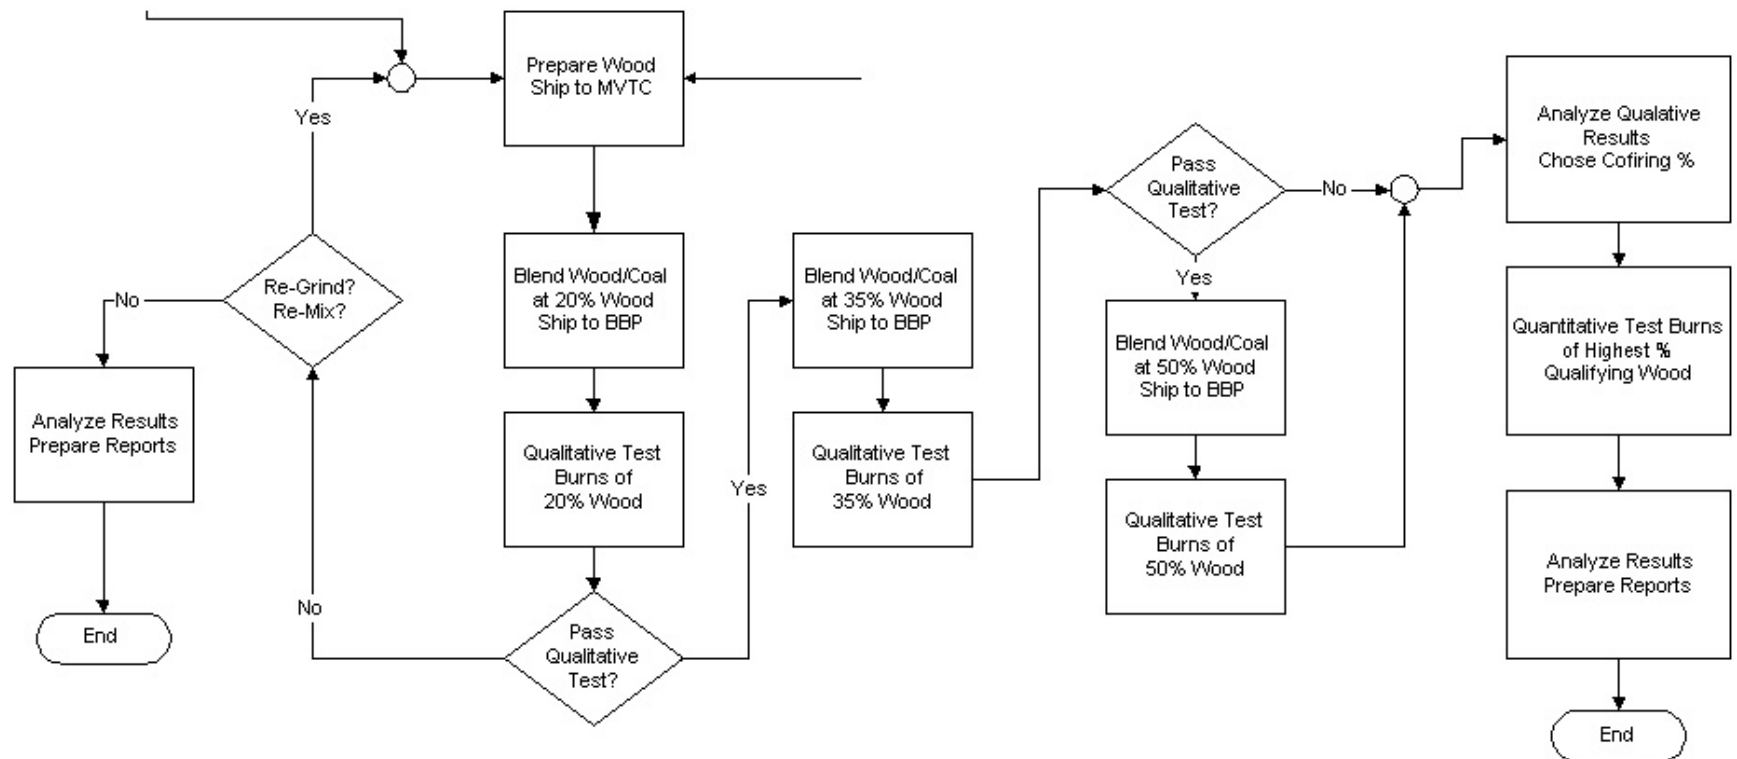 Prepare Wood
Ship to MVTC
Yes
Re-Grind?
Re-Mix?
No
Analyze Results
Prepare Reports
End
Blend Wood/Coal
at 20% Wood
Ship to BBP
Qualitative Test
Burns of
20% Wood
Pass
Qualitative
Test?
No
Yes
Blend Wood/Coal
at 35% Wood
Ship to BBP
Qualitative Test
Burns of
35% Wood
Pass
Qualitative
Test?
No
Yes
Blend Wood/Coal
at 50% Wood
Ship to BBP
Qualitative Test
Burns of
50% Wood
Analyze Qualative
Results
Chose Cofiring %
Quantitative Test Burns
of Highest %
Qualifying Wood
Analyze Results
Prepare Reports
End